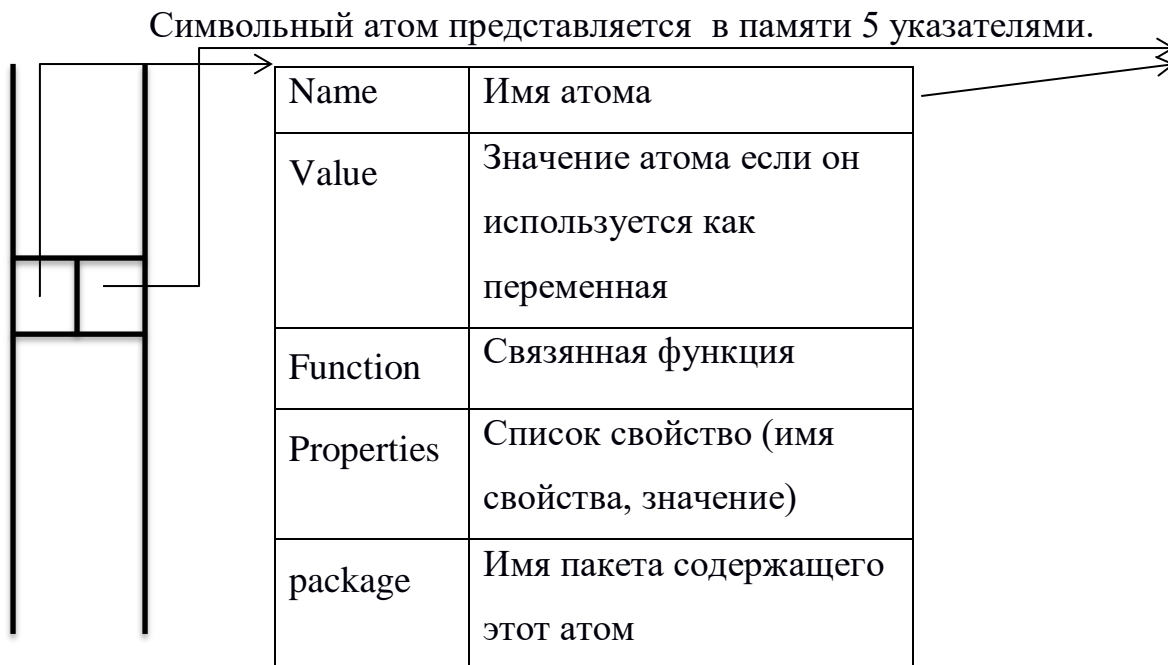 Символьный атом представляется в памяти 5 указателями.
Name Имя атома
Value Значение атома если он
используется как
переменная
Function Связянная функция
Properties Список свойство (имя
свойства, значение)
package Имя пакета содержащего
этот атом